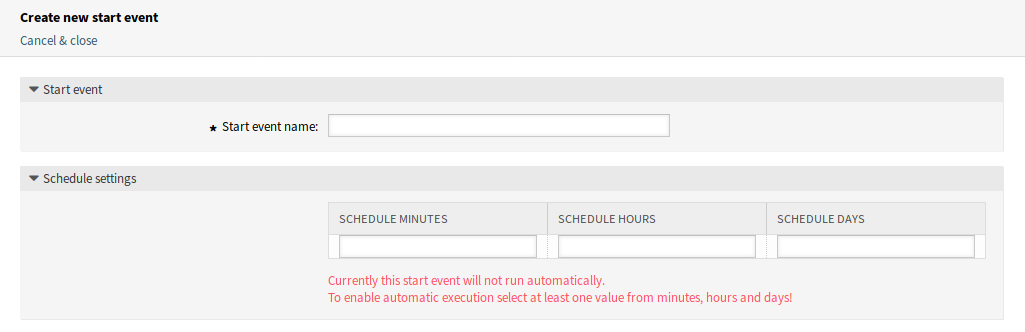 Create new start event
Cancel & close
Start event
* Start event name:
Schedule settings
SCHEDULE MINUTES SCHEDULE HOURS SCHEDULE DAYS
Currently this start event will not run automatically.
To enable automatic execution select at least one value from minutes, hours and days!